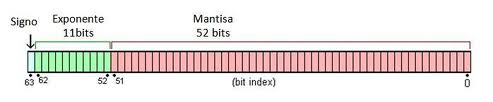 Signo
Exponente
11bits
Mantisa
52 bits
63
62
52
51
(bit index)
0